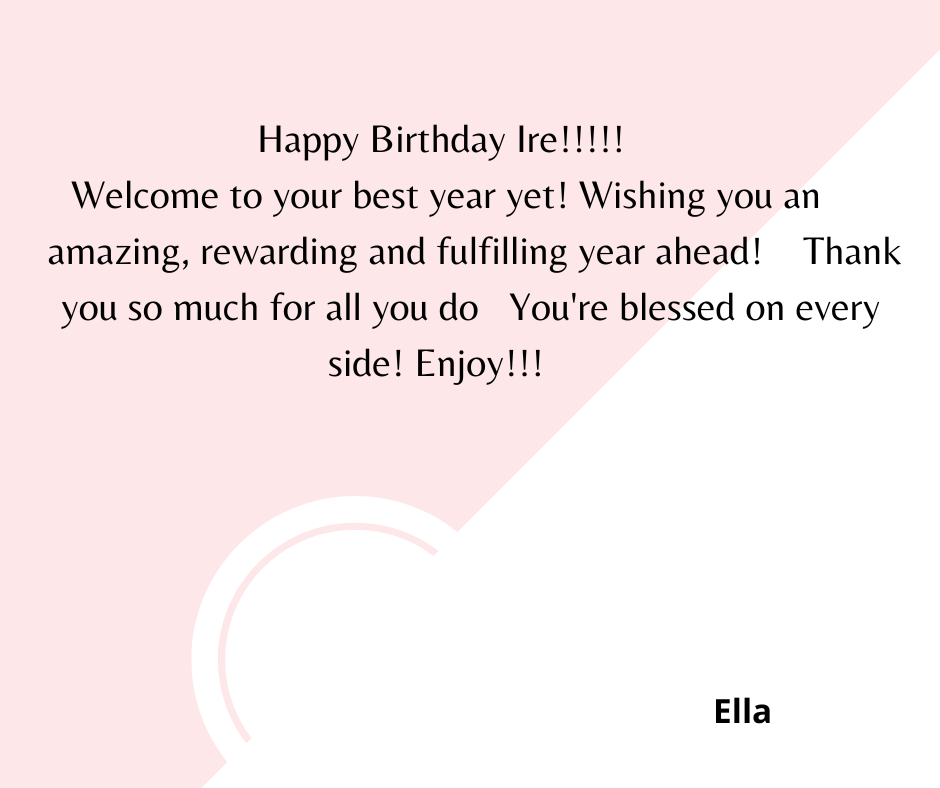 Happy Birthday Ire!!!!!
Welcome to your best year yet! Wishing you an
amazing, rewarding and fulfilling year ahead! Thank
you so much for all you do You're blessed on every
side! Enjoy!!!
Ella